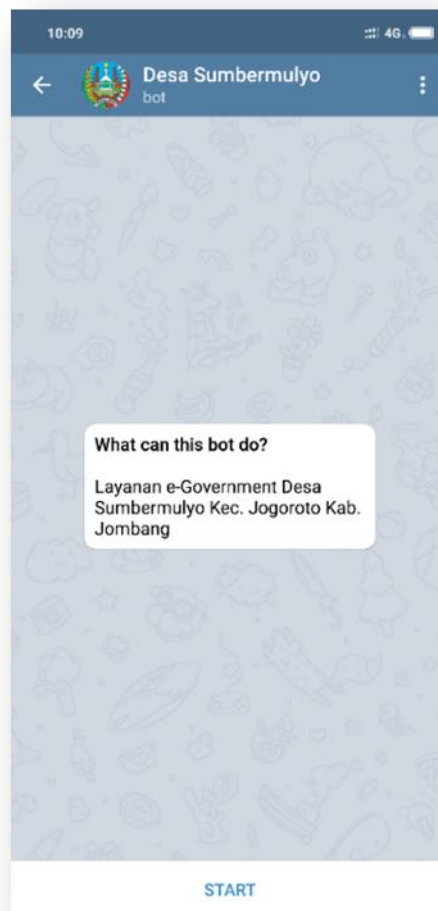 10:09
4G
Desa Sumbermulyo
bot
What can this bot do?
Layanan e-Government Desa
Sumbermulyo Kec. Jogoroto Kab.
Jombang
START